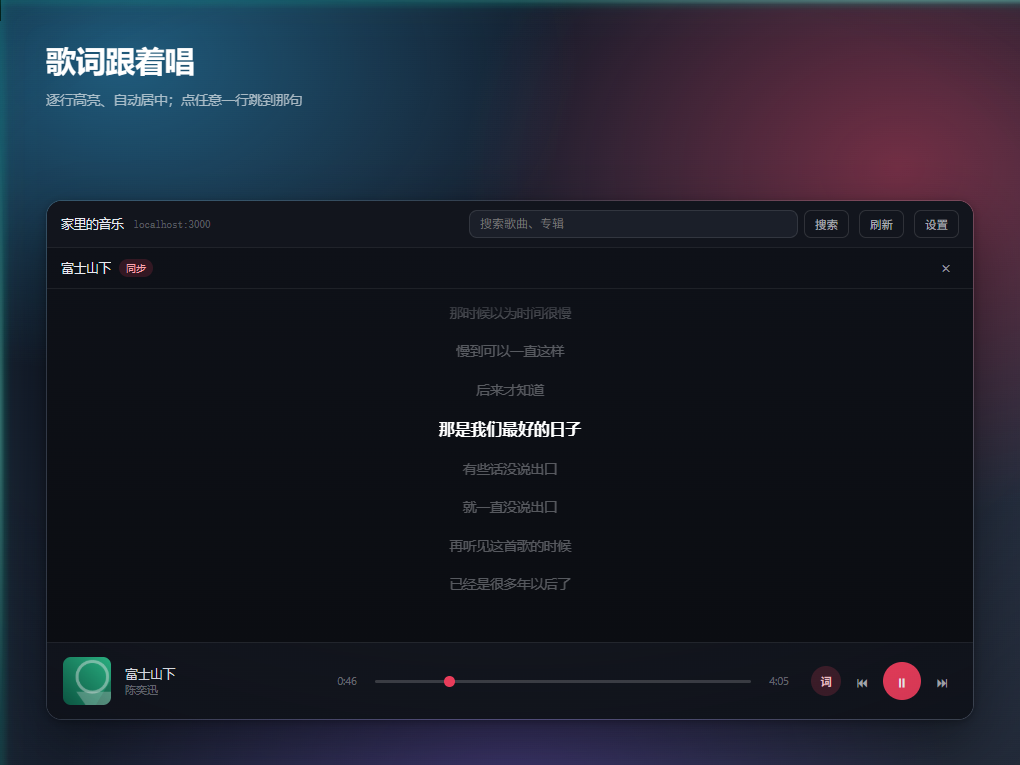 歌词跟着唱
逐行高亮、自动居中；点任意一行跳到那句
家里的音乐 localhost:3000 搜索歌曲、专辑 搜索 刷新 设置
富士山下 同步 ×
那时候以为时间很慢
慢到可以一直这样
后来才知道
那是我们最好的日子
有些话没说出口
就一直没说出口
再听见这首歌的时候
已经是很多年以后了
富士山下
陈奕迅
0:46 4:05 词